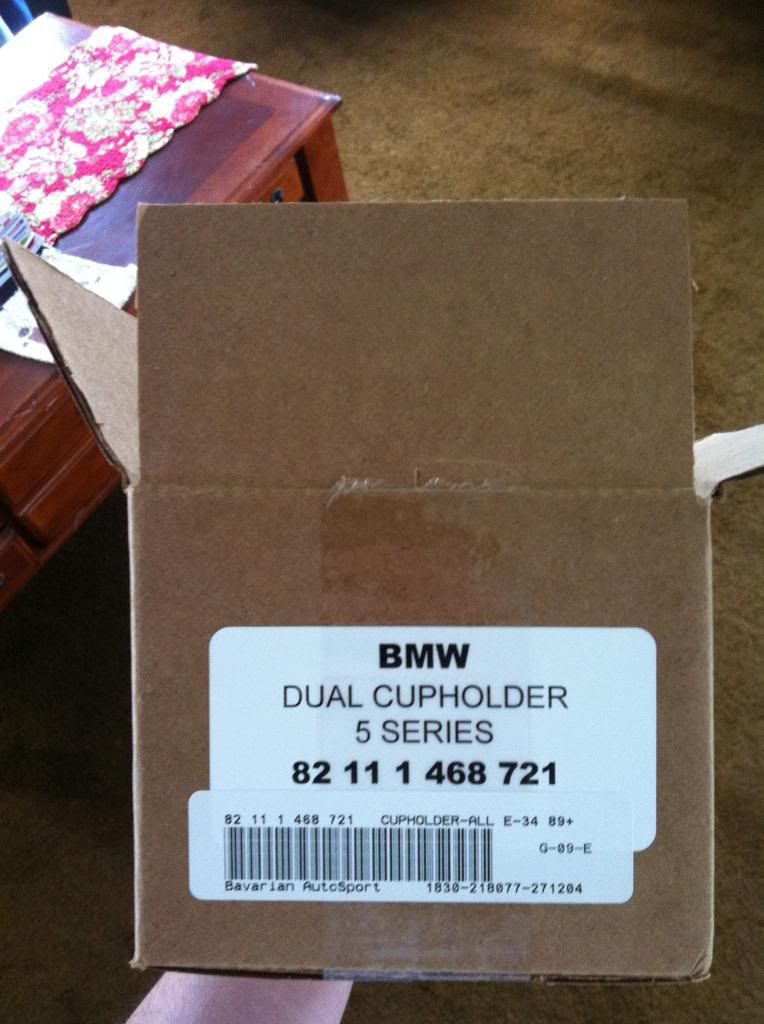 BMW
DUAL CUPHOLDER
5 SERIES
82 11 1 468 721
82 11 1 468 721 CUPHOLDER-ALL E-34 89+
G-09-E
Bavarian AutoSport 1830-218077-271204